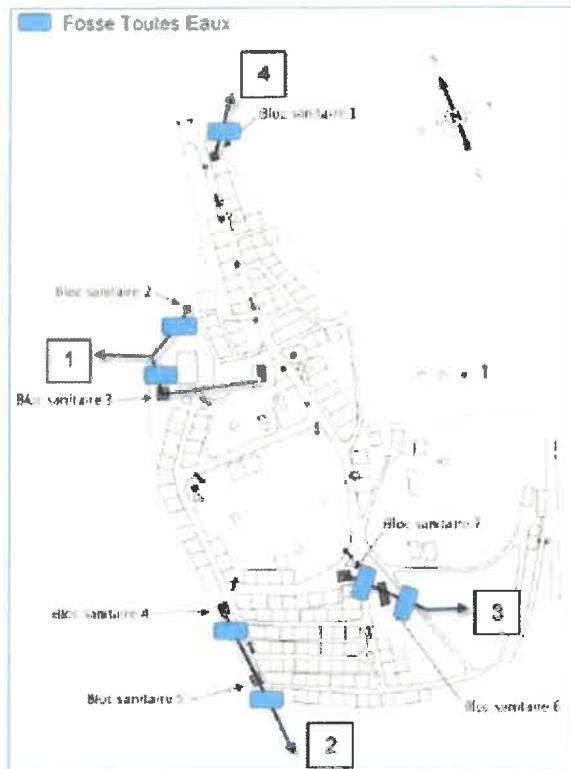 Fosse Toutes Eaux
4
Bloc sanitaire 1
Bloc sanitaire 2
1
Bloc sanitaire 3
Bloc sanitaire 7
Bloc sanitaire 4
3
Bloc sanitaire 5
Bloc sanitaire 6
2